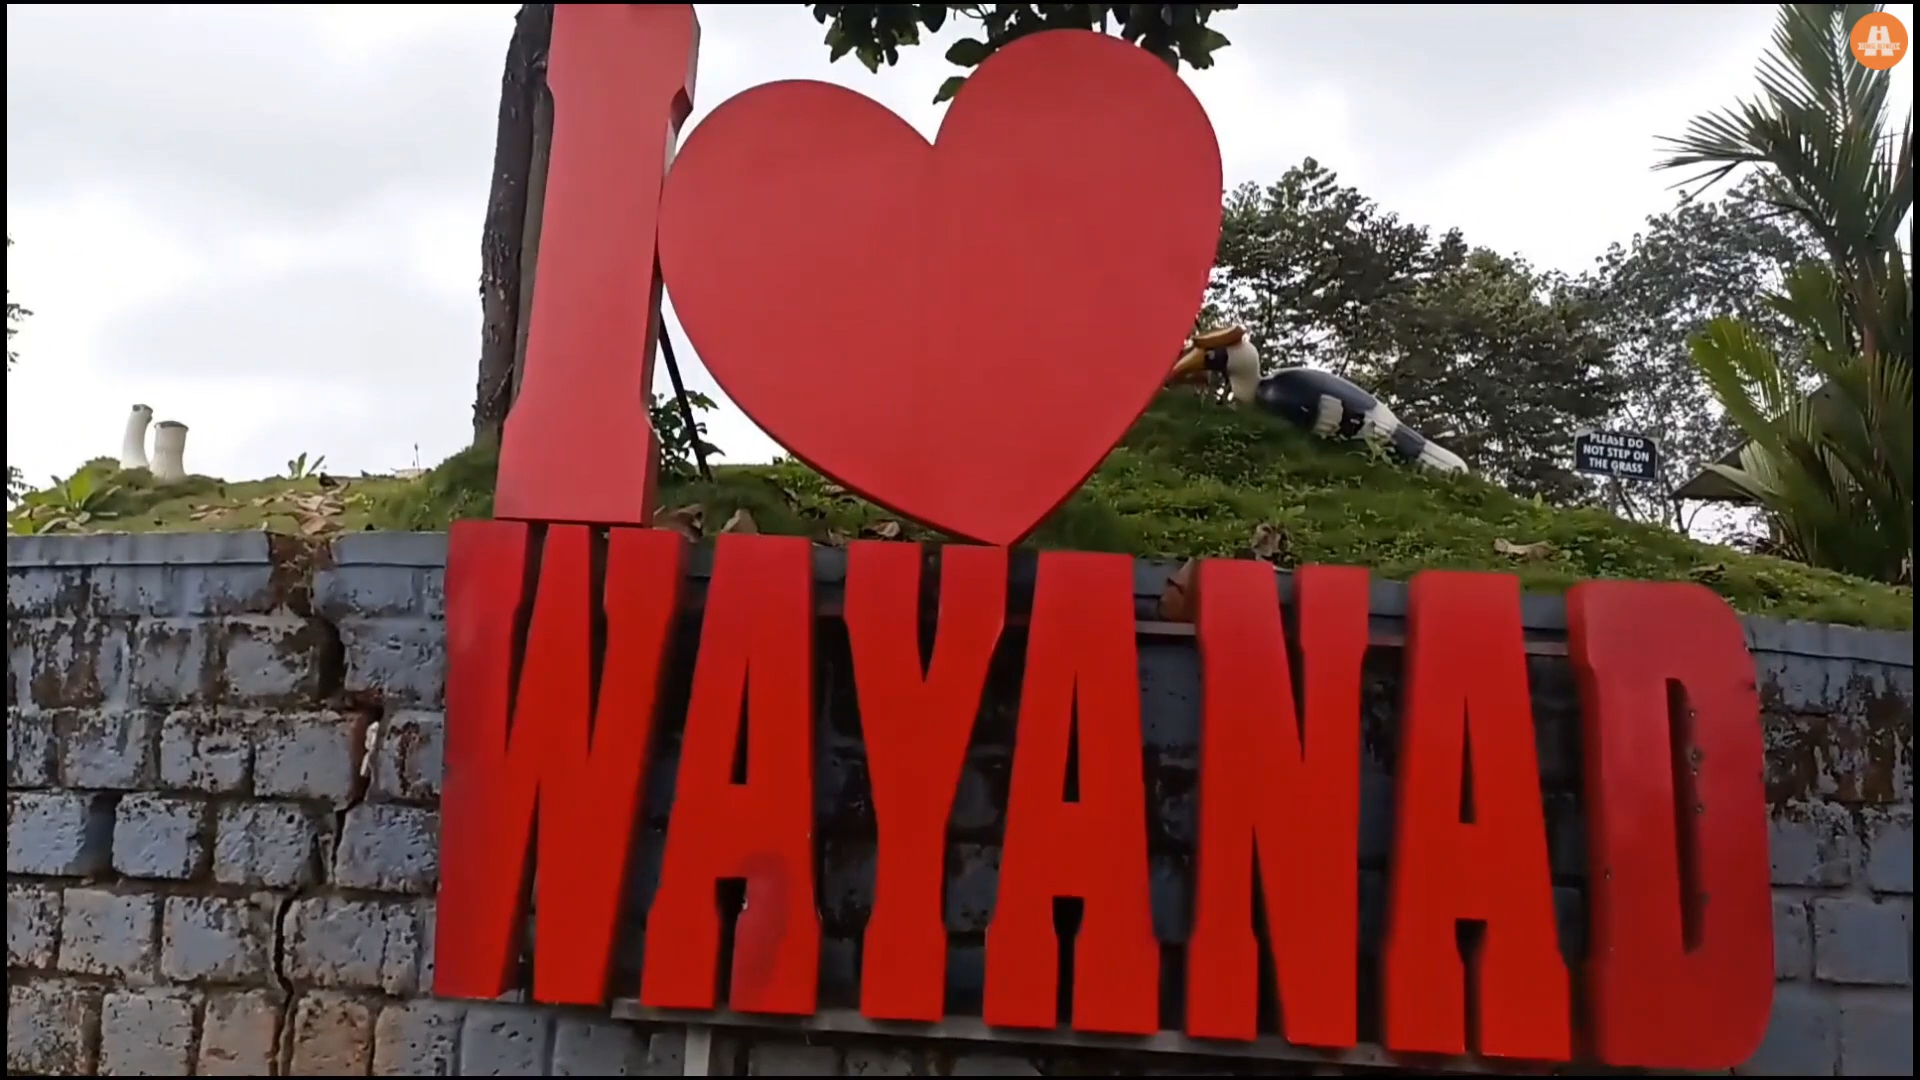 I
WAYANAD
PLEASE DO
NOT STEP ON
THE GRASS